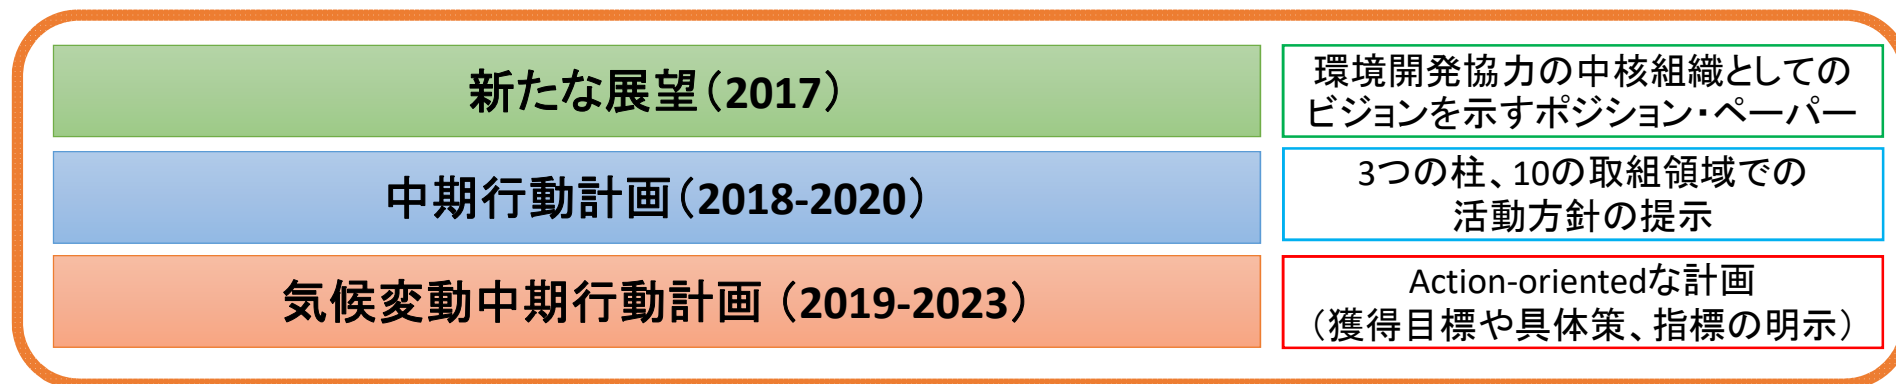 新たな展望（2017）
環境開発協力の中核組織としての
ビジョンを示すポジション・ペーパー
中期行動計画（2018-2020）
3つの柱、10の取組領域での
活動方針の提示
気候変動中期行動計画 （2019-2023）
Action-orientedな計画
（獲得目標や具体策、指標の明示）